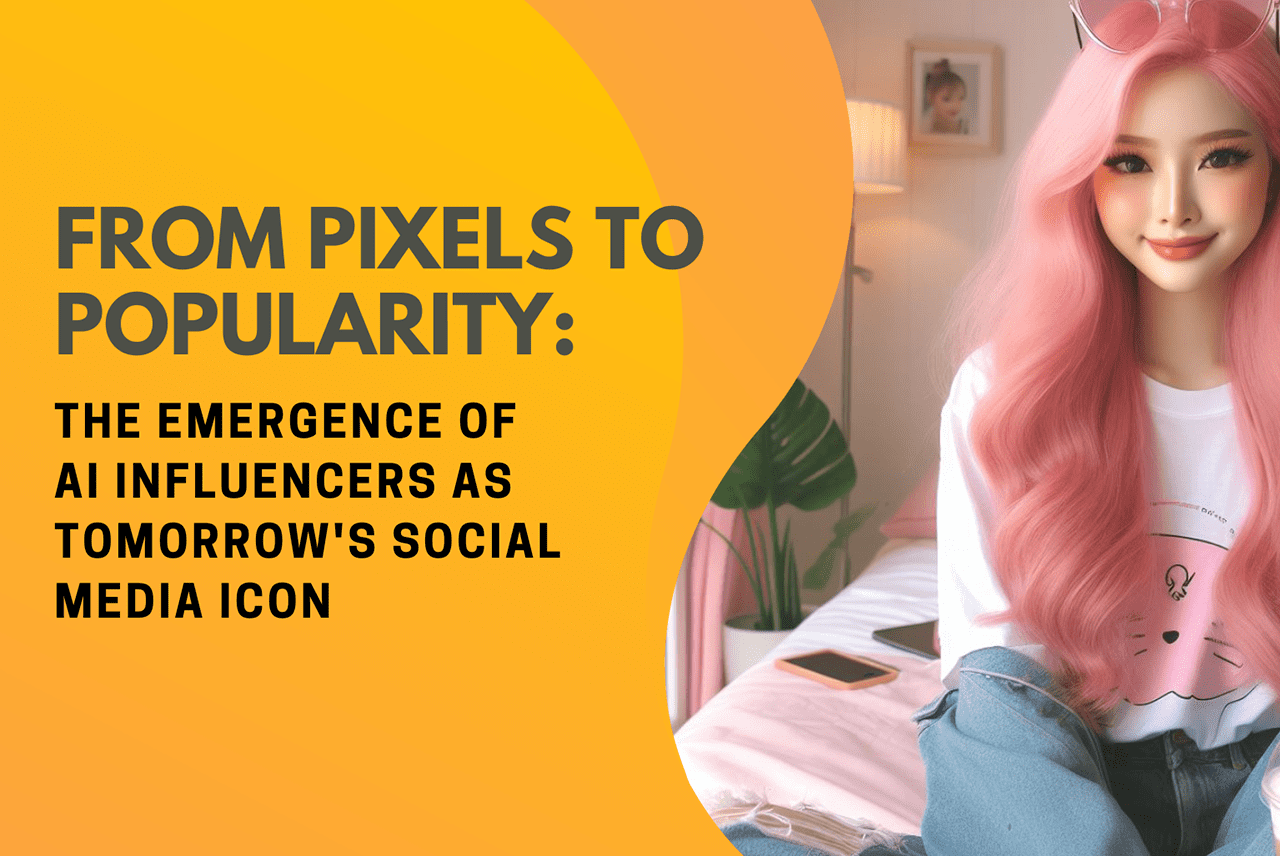 FROM PIXELS TO
POPULARITY:
THE EMERGENCE OF
AI INFLUENCERS AS
TOMORROW'S SOCIAL
MEDIA ICON